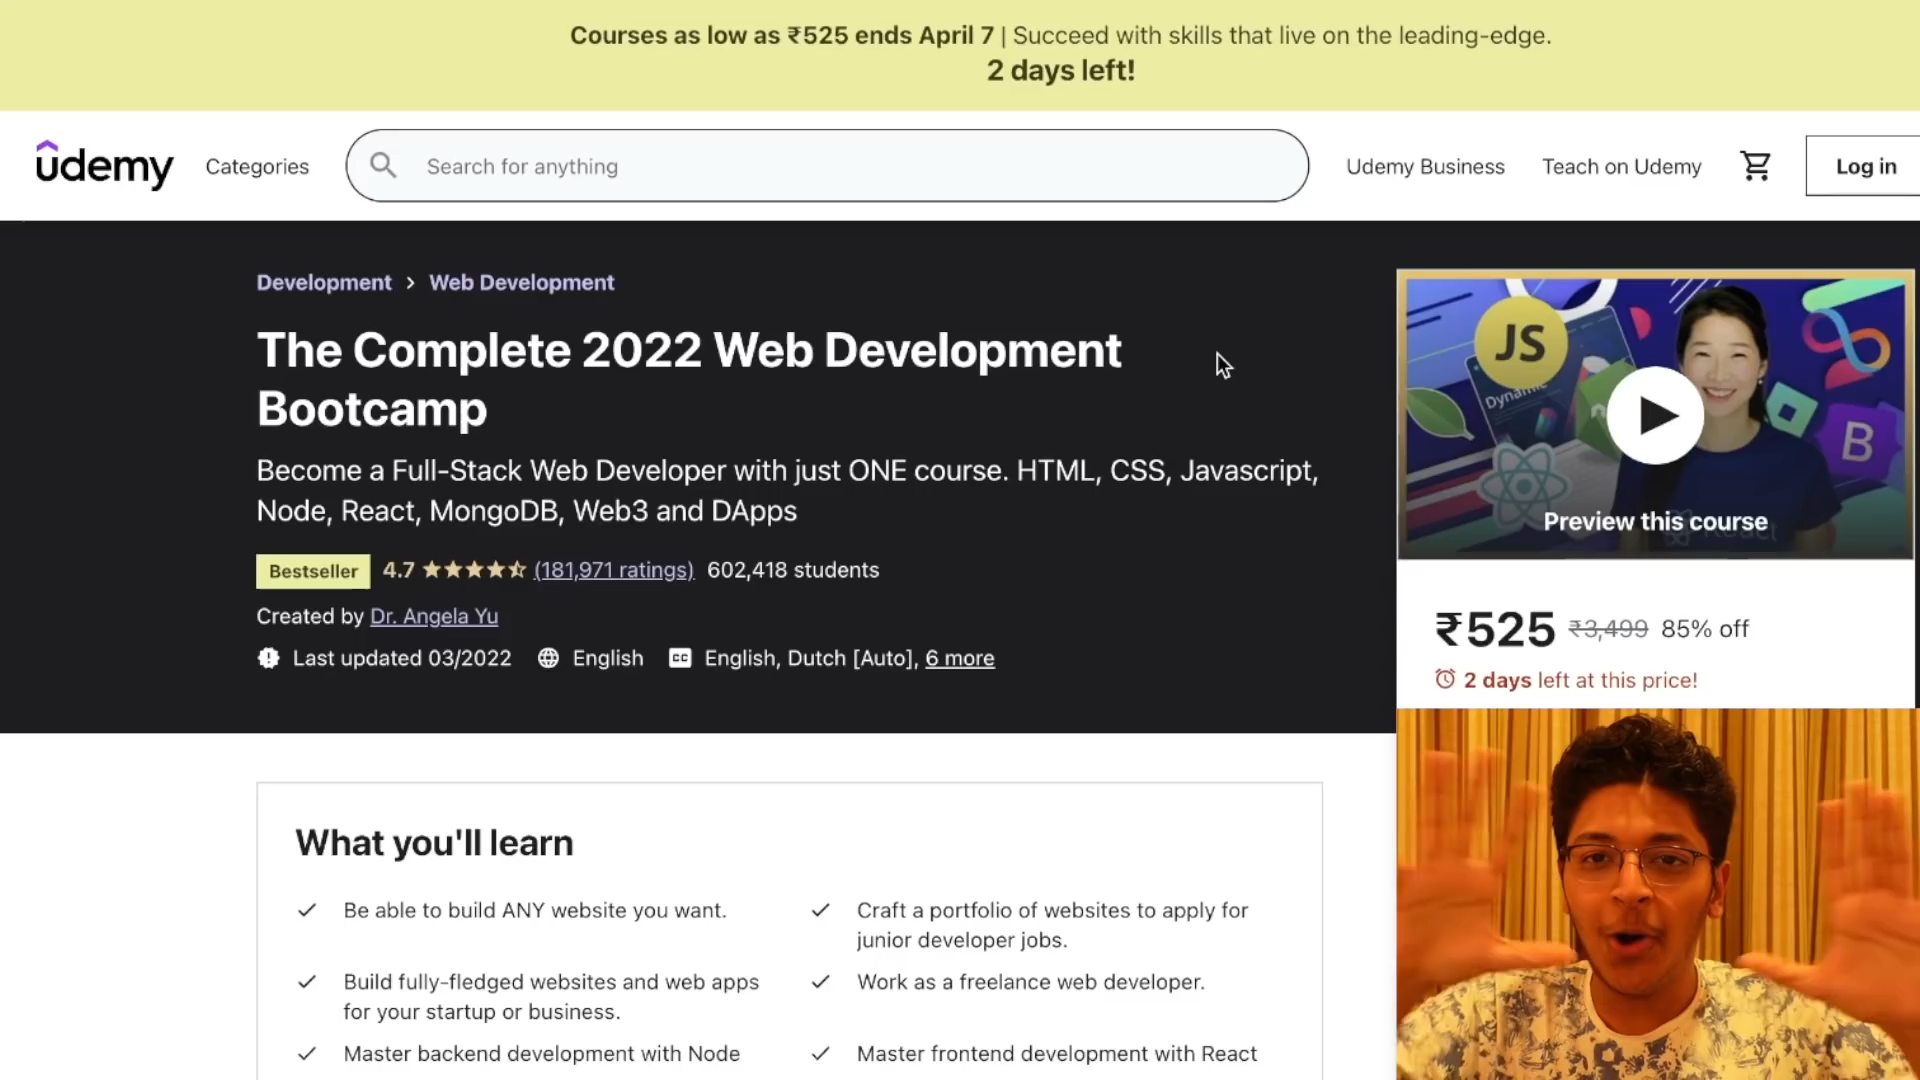 Courses as low as ₹525 ends April 7 | Succeed with skills that live on the leading-edge.
2 days left!
udemy
Categories
Search for anything
Udemy Business
Teach on Udemy
Log in
Development > Web Development
The Complete 2022 Web Development
Bootcamp
Become a Full-Stack Web Developer with just ONE course. HTML, CSS, Javascript,
Node, React, MongoDB, Web3 and DApps
Bestseller 4.7 (181,971 ratings) 602,418 students
Created by Dr. Angela Yu
Last updated 03/2022 English CC English, Dutch [Auto], 6 more
JS
Dynamic
B
Preview this course
React
₹525 ₹3,499 85% off
2 days left at this price!
What you'll learn
Be able to build ANY website you want.
Build fully-fledged websites and web apps
for your startup or business.
Master backend development with Node
Craft a portfolio of websites to apply for
junior developer jobs.
Work as a freelance web developer.
Master frontend development with React